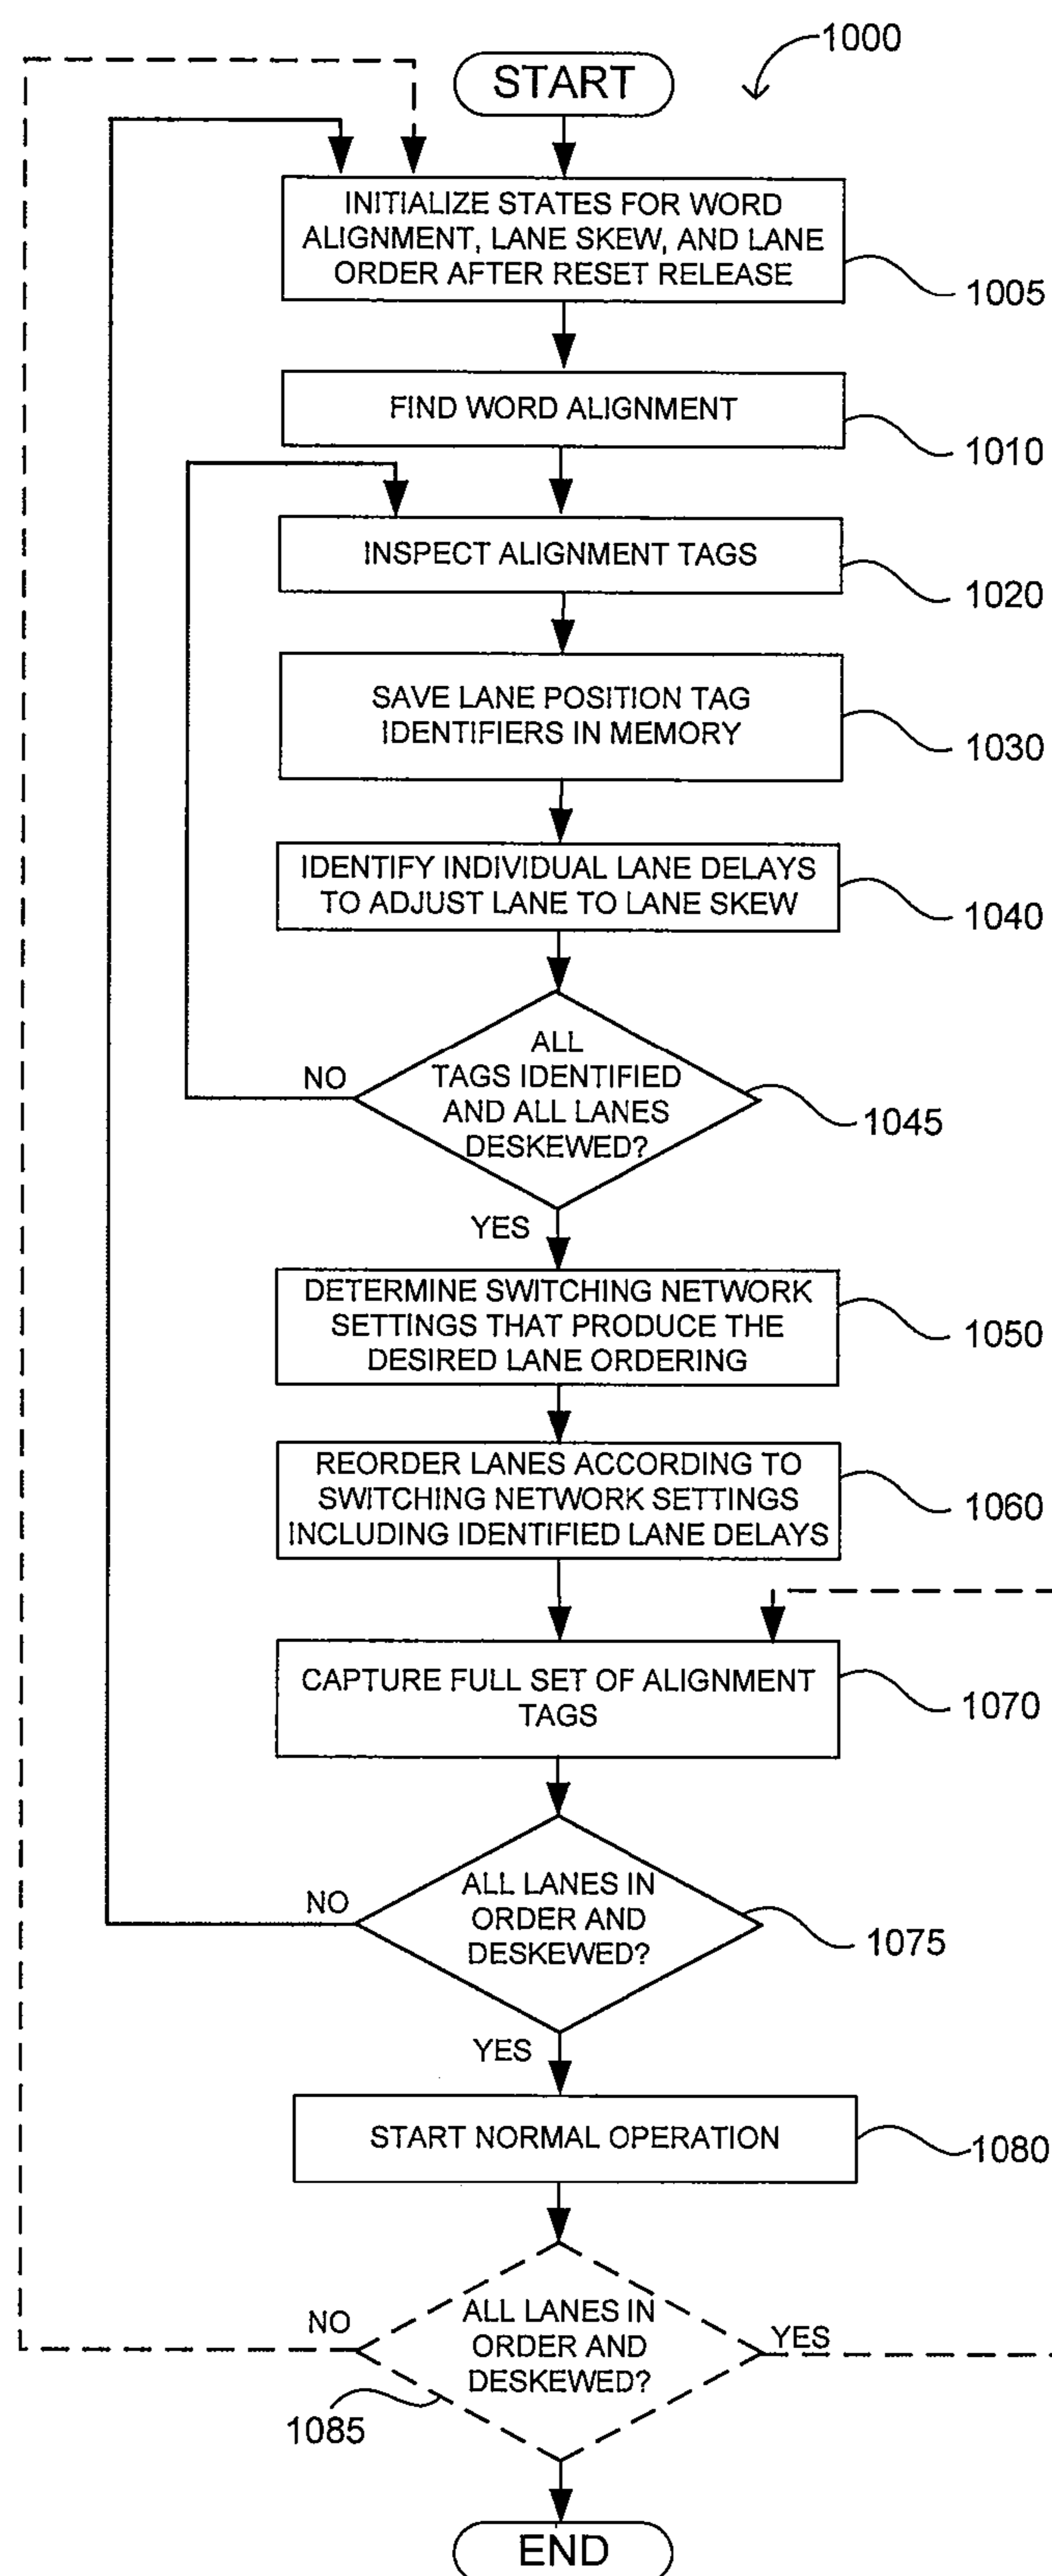 1000
START
INITIALIZE STATES FOR WORD
ALIGNMENT, LANE SKEW, AND LANE
ORDER AFTER RESET RELEASE
1005
FIND WORD ALIGNMENT
1010
INSPECT ALIGNMENT TAGS
1020
SAVE LANE POSITION TAG
IDENTIFIERS IN MEMORY
1030
IDENTIFY INDIVIDUAL LANE DELAYS
TO ADJUST LANE TO LANE SKEW
1040
ALL
TAGS IDENTIFIED
AND ALL LANES
DESKEWED?
NO
1045
YES
DETERMINE SWITCHING NETWORK
SETTINGS THAT PRODUCE THE
DESIRED LANE ORDERING
1050
REORDER LANES ACCORDING TO
SWITCHING NETWORK SETTINGS
INCLUDING IDENTIFIED LANE DELAYS
1060
CAPTURE FULL SET OF ALIGNMENT
TAGS
1070
ALL LANES IN
ORDER AND
DESKEWED?
NO
1075
YES
START NORMAL OPERATION
1080
ALL LANES IN
ORDER AND
DESKEWED?
NO
YES
1085
END